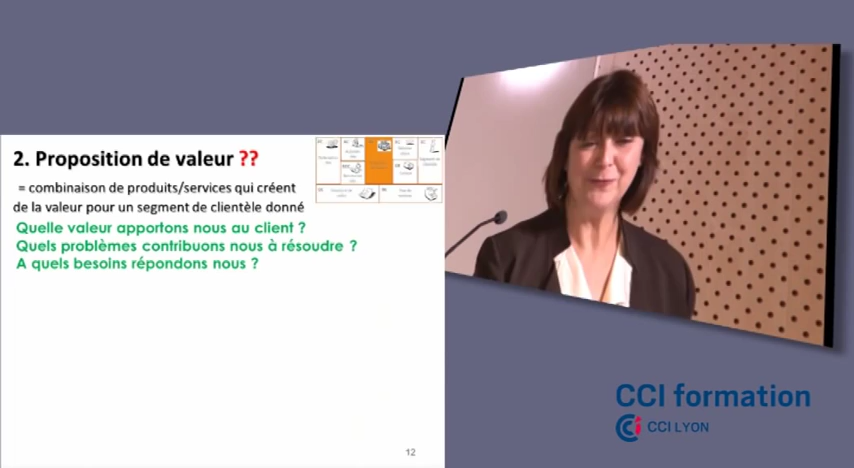 2. Proposition de valeur ??
= combinaison de produits/services qui créent
de la valeur pour un segment de clientèle donné
Quelle valeur apportons nous au client ?
Quels problèmes contribuons nous à résoudre ?
A quels besoins répondons nous ?
12
CCI formation
CCI LYON